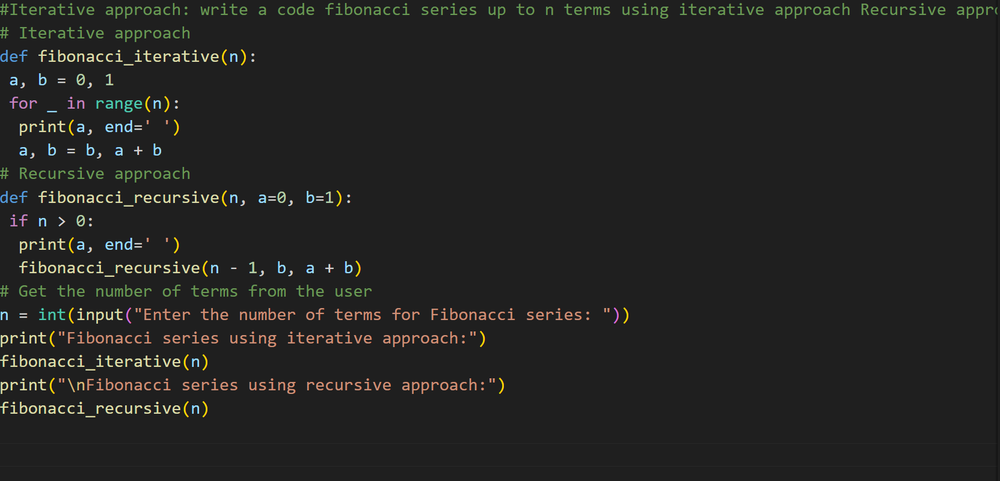 #Iterative approach: write a code fibonacci series up to n terms using iterative approach Recursive
# Iterative approach
def fibonacci_iterative(n):
 a, b = 0, 1
 for _ in range(n):
  print(a, end=' ')
  a, b = b, a + b
# Recursive approach
def fibonacci_recursive(n, a=0, b=1):
 if n > 0:
  print(a, end=' ')
  fibonacci_recursive(n - 1, b, a + b)
# Get the number of terms from the user
n = int(input("Enter the number of terms for Fibonacci series: "))
print("Fibonacci series using iterative approach:")
fibonacci_iterative(n)
print("\nFibonacci series using recursive approach:")
fibonacci_recursive(n)